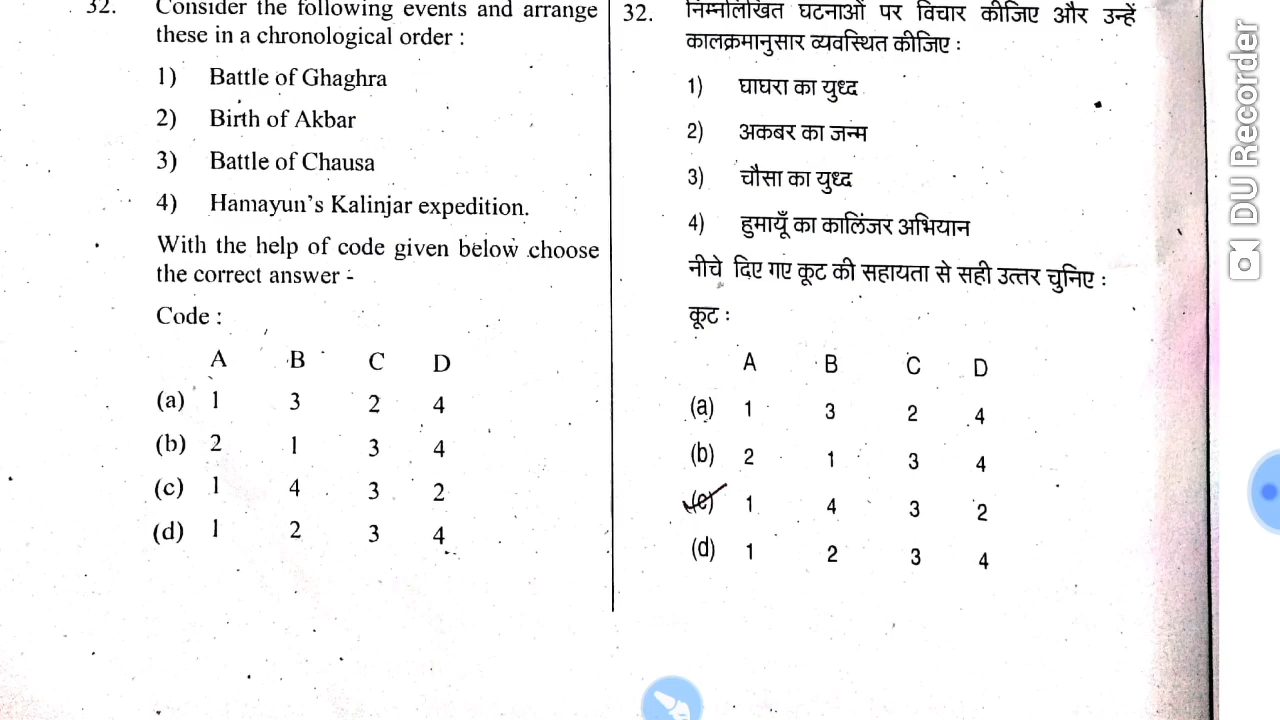 32. Consider the following events and arrange
these in a chronological order :
1) Battle of Ghaghra
2) Birth of Akbar
3) Battle of Chausa
4) Hamayun's Kalinjar expedition.
With the help of code given below choose
the correct answer -
Code :
A B C D
(a) 1 3 2 4
(b) 2 1 3 4
(c) 1 4 3 2
(d) 1 2 3 4
32. निम्नलिखित घटनाओं पर विचार कीजिए और उन्हें
कालक्रमानुसार व्यवस्थित कीजिए :
1) घाघरा का युध्द
2) अकबर का जन्म
3) चौसा का युध्द
4) हुमायूँ का कालिंजर अभियान
नीचे दिए गए कूट की सहायता से सही उत्तर चुनिए :
कूट :
A B C D
(a) 1 3 2 4
(b) 2 1 3 4
(c) 1 4 3 2
(d) 1 2 3 4
DU Recorder